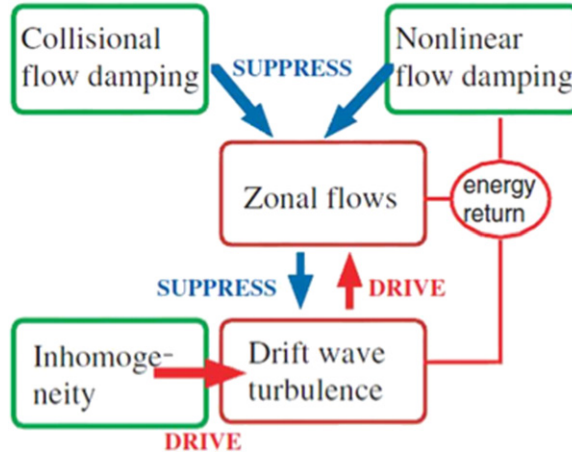 Collisional
flow damping
SUPPRESS
Nonlinear
flow damping
Zonal flows
energy
return
SUPPRESS
DRIVE
Inhomoge-
neity
Drift wave
turbulence
DRIVE